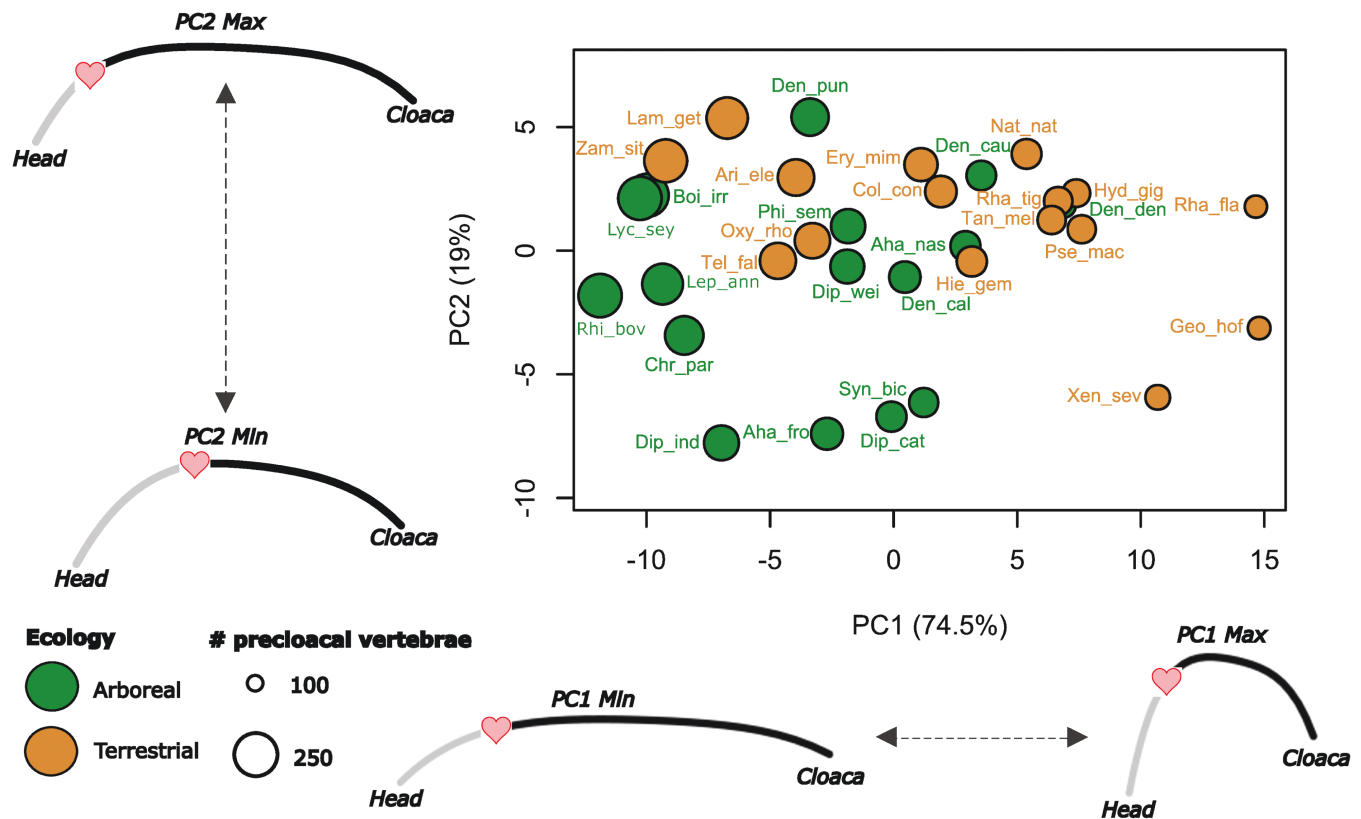 PC2 Max
Cloaca
Head
PC2 Min
Cloaca
Head
PC2 (19%)
5
0
-5
-10
Den_pun
Lam_get
Nat_nat
Zam_sit
Den_cau
Ery_mim
Ari_ele
Col_con
Boi_irr
Rha_tig
Hyd_gig
Rha_fla
Lyc_sey
Phi_sem
Den_den
Tan_mel
Oxy_rho
Aha_nas
Pse_mac
Tel_fal
Lep_ann
Dip_wei
Hie_gem
Den_cal
Rhi_bov
Geo_hof
Chr_par
Syn_bic
Xen_sev
Aha_fro
Dip_ind
Dip_cat
-10 -5 0 5 10 15
PC1 (74.5%)
Ecology
Arboreal
Terrestrial
# precloacal vertebrae
100
250
PC1 Min
Cloaca
Head
PC1 Max
Cloaca
Head